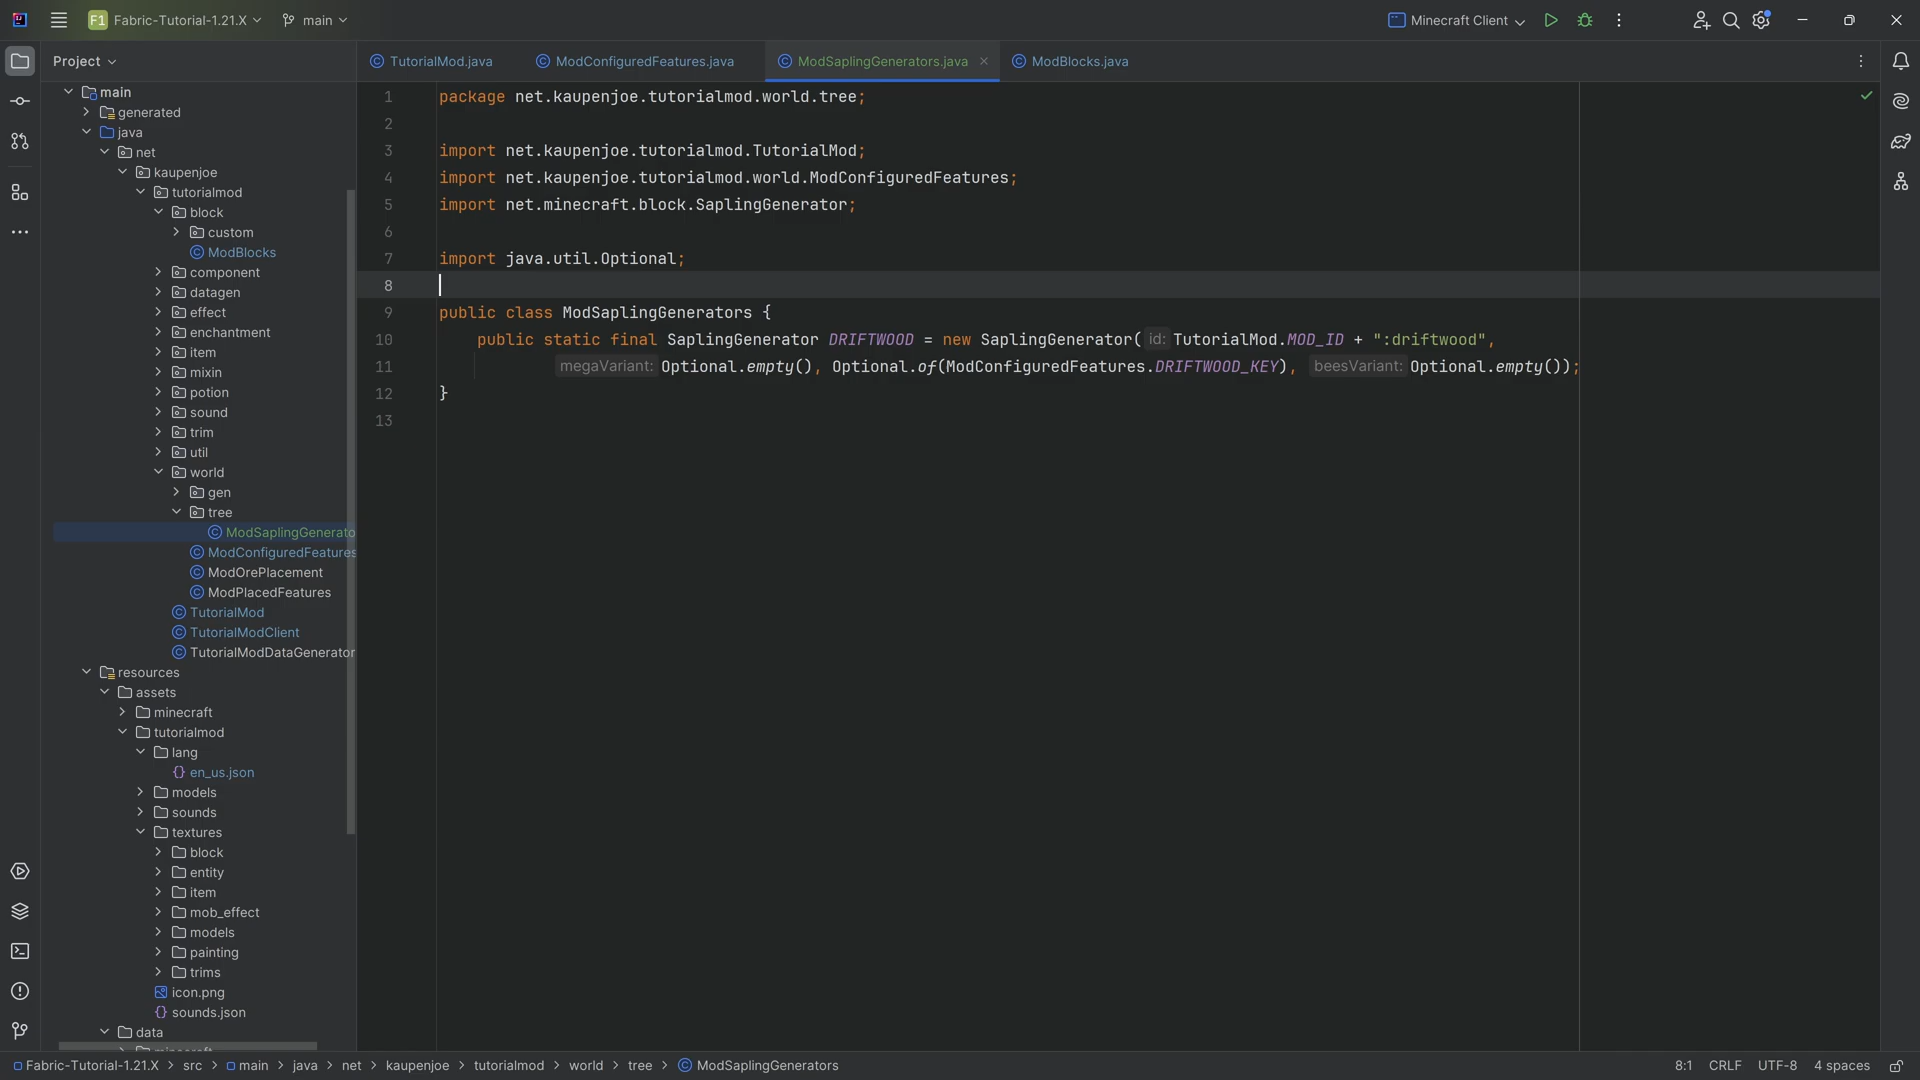 F1 Fabric-Tutorial-1.21.X main Minecraft Client
Project
TutorialMod.java ModConfiguredFeatures.java ModSaplingGenerators.java ModBlocks.java
main
generated
java
net
kaupenjoe
tutorialmod
block
custom
ModBlocks
component
datagen
effect
enchantment
item
mixin
potion
sound
trim
util
world
gen
tree
ModSaplingGenerato
ModConfiguredFeatures
ModOrePlacement
ModPlacedFeatures
TutorialMod
TutorialModClient
TutorialModDataGenerator
resources
assets
minecraft
tutorialmod
lang
{} en_us.json
models
sounds
textures
block
entity
item
mob_effect
models
painting
trims
icon.png
{} sounds.json
data
1 package net.kaupenjoe.tutorialmod.world.tree;
2
3 import net.kaupenjoe.tutorialmod.TutorialMod;
4 import net.kaupenjoe.tutorialmod.world.ModConfiguredFeatures;
5 import net.minecraft.block.SaplingGenerator;
6
7 import java.util.Optional;
8
9 public class ModSaplingGenerators {
10 public static final SaplingGenerator DRIFTWOOD = new SaplingGenerator( id: TutorialMod.MOD_ID + ":driftwood",
11 megaVariant: Optional.empty(), Optional.of(ModConfiguredFeatures.DRIFTWOOD_KEY), beesVariant: Optional.empty());
12 }
13
Fabric-Tutorial-1.21.X > src > main > java > net > kaupenjoe > tutorialmod > world > tree > ModSaplingGenerators 8:1 CRLF UTF-8 4 spaces